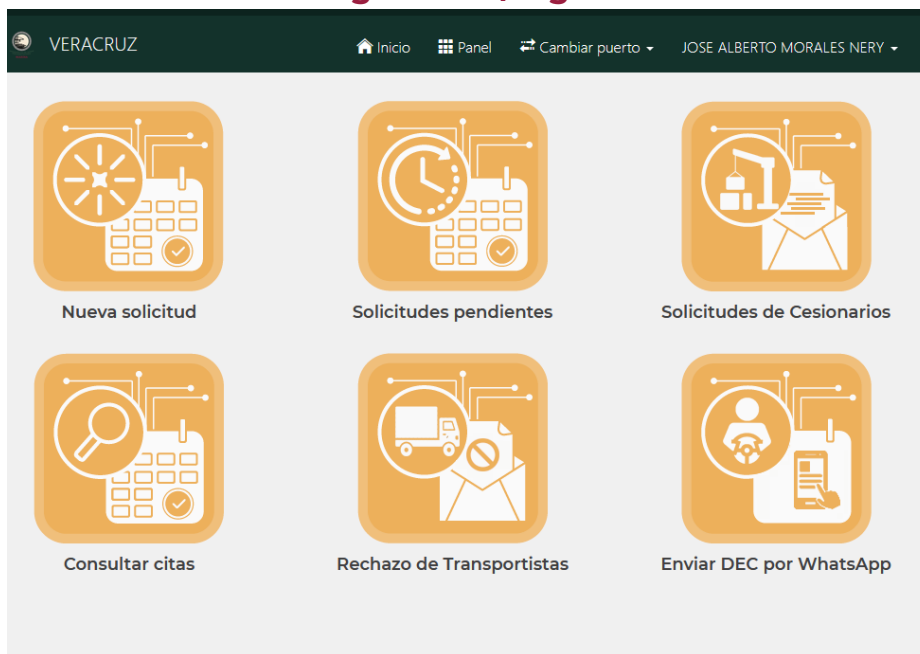 VERACRUZ
Inicio
Panel
Cambiar puerto
JOSE ALBERTO MORALES NERY
Nueva solicitud
Solicitudes pendientes
Solicitudes de Cesionarios
Consultar citas
Rechazo de Transportistas
Enviar DEC por WhatsApp